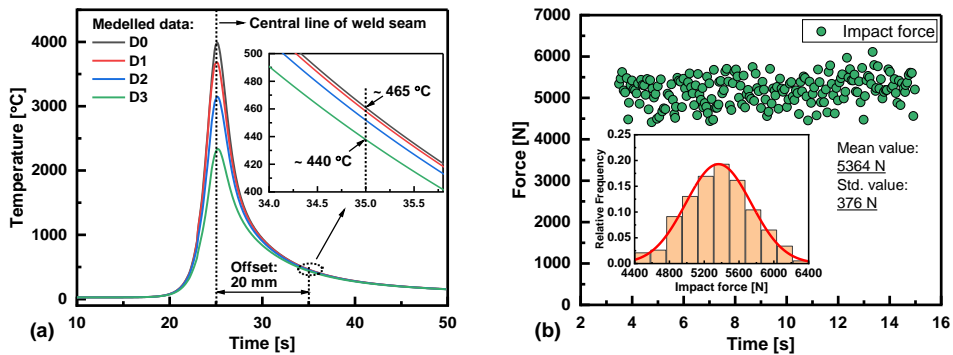 Medelled data:
D0
D1
D2
D3
Central line of weld seam
~ 465 ºC
~ 440 ºC
500
480
460
440
420
400
34.0
34.5
35.0
35.5
Offset:
20 mm
Temperature [ºC]
4000
3000
2000
1000
0
10
20
30
40
50
Time [s]
(a)
Impact force
Force [N]
7000
6000
5000
4000
3000
2000
1000
0
2
4
6
8
10
12
14
16
Time [s]
Mean value:
5364 N
Std. value:
376 N
Relative Frequency
0.25
0.20
0.15
0.10
0.05
0.00
4400
4800
5200
5600
6000
6400
Impact force [N]
(b)